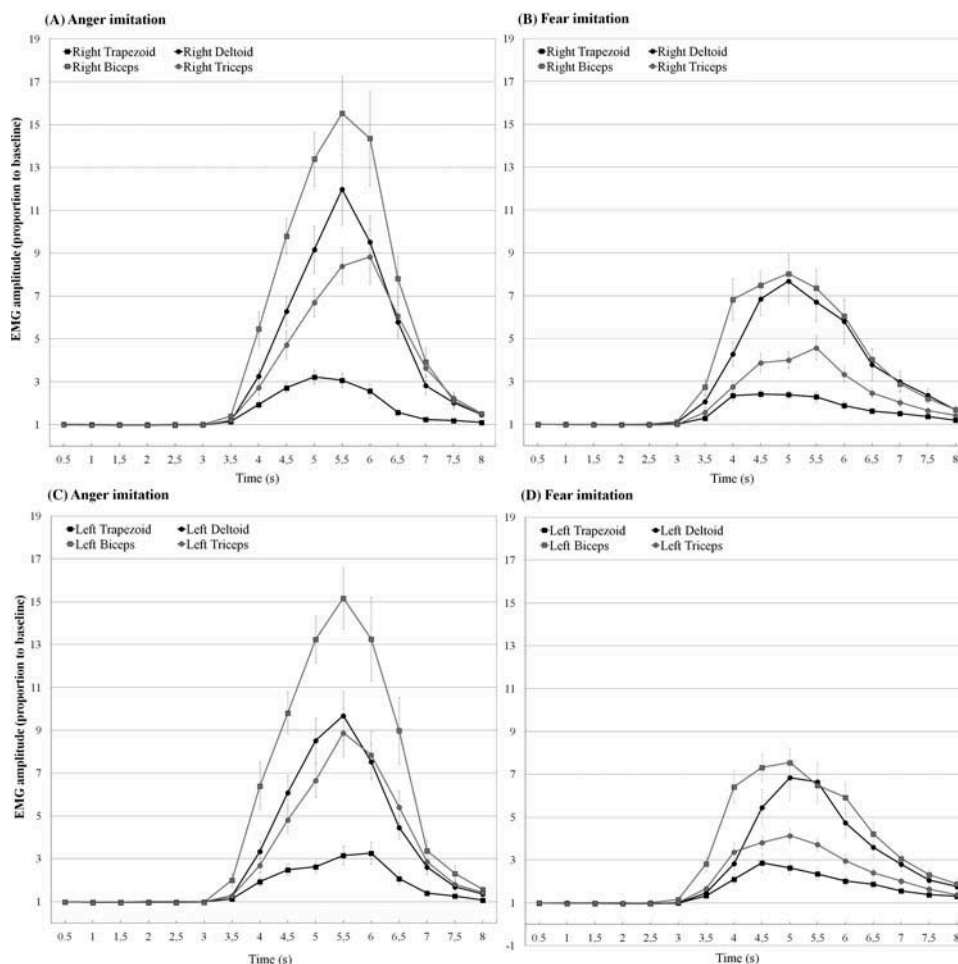 (A) Anger imitation
Right Trapezoid Right Deltoid
Right Biceps Right Triceps
EMG amplitude (proportion to baseline)
19
17
15
13
11
9
7
5
3
1
0.5 1 1,5 2 2,5 3 3,5 4 4,5 5 5,5 6 6,5 7 7,5 8
Time (s)
(B) Fear imitation
Right Trapezoid Right Deltoid
Right Biceps Right Triceps
19
17
15
13
11
9
7
5
3
1
0.5 1 1,5 2 2,5 3 3,5 4 4,5 5 5,5 6 6,5 7 7,5 8
Time (s)
(C) Anger imitation
Left Trapezoid Left Deltoid
Left Biceps Left Triceps
EMG amplitude (proportion to baseline)
19
17
15
13
11
9
7
5
3
1
0.5 1 1,5 2 2,5 3 3,5 4 4,5 5 5,5 6 6,5 7 7,5 8
Time (s)
(D) Fear imitation
Left Trapezoid Left Deltoid
Left Biceps Left Triceps
19
17
15
13
11
9
7
5
3
1
-1
0.5 1 1,5 2 2,5 3 3,5 4 4,5 5 5,5 6 6,5 7 7,5 8
Time (s)